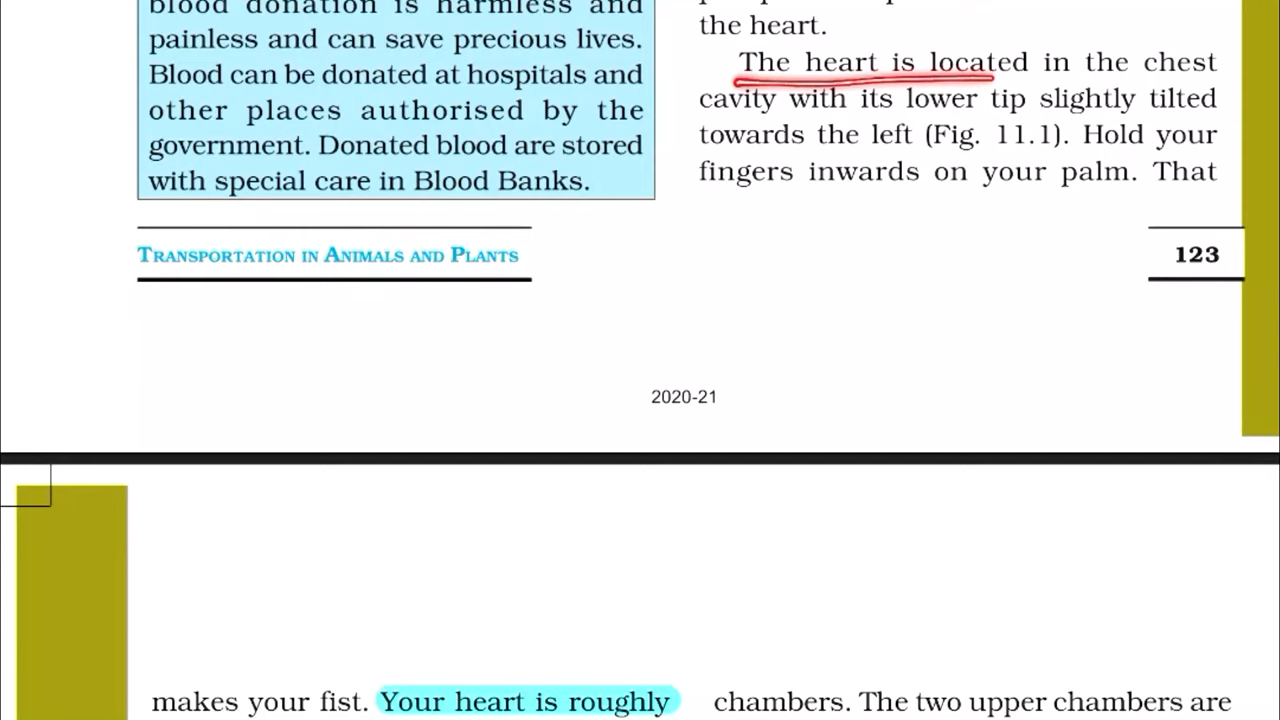 blood donation is harmless and
painless and can save precious lives.
Blood can be donated at hospitals and
other places authorised by the
government. Donated blood are stored
with special care in Blood Banks.
the heart.
The heart is located in the chest
cavity with its lower tip slightly tilted
towards the left (Fig. 11.1). Hold your
fingers inwards on your palm. That
TRANSPORTATION IN ANIMALS AND PLANTS
123
2020-21
makes your fist. Your heart is roughly
chambers. The two upper chambers are